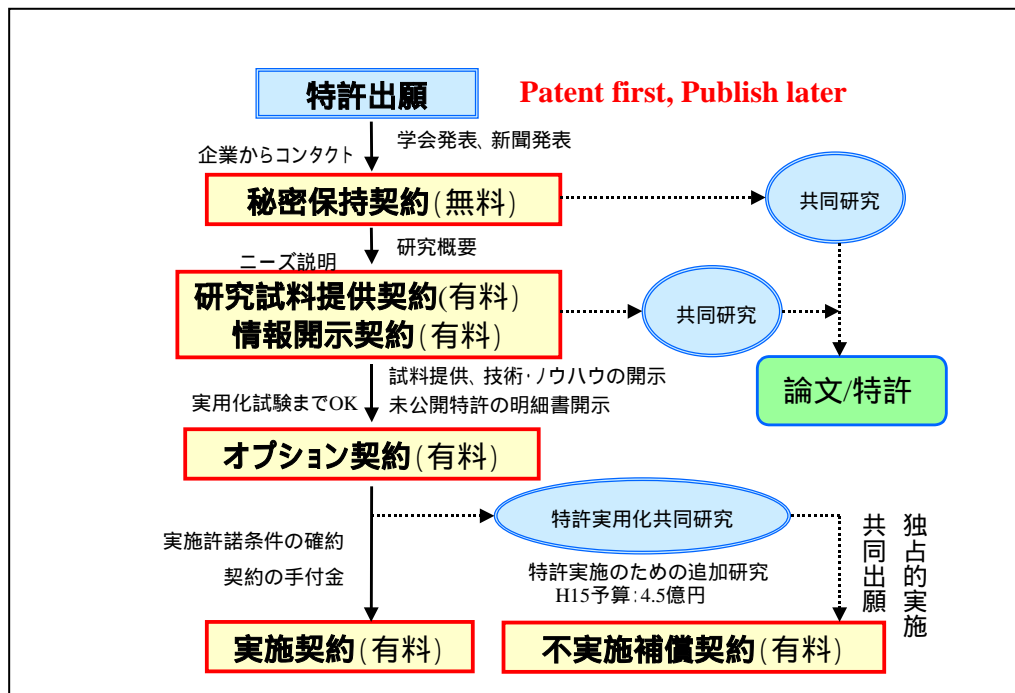 特許出願
Patent first, Publish later
学会発表、新聞発表
企業からコンタクト
秘密保持契約(無料)
共同研究
研究概要
ニーズ説明
研究試料提供契約(有料)
情報開示契約(有料)
共同研究
試料提供、技術・ノウハウの開示
実用化試験までOK
未公開特許の明細書開示
論文/特許
オプション契約(有料)
特許実用化共同研究
実施許諾条件の確約
契約の手付金
特許実施のための追加研究
H15予算：4.5億円
独占的実施
共同出願
実施契約(有料)
不実施補償契約(有料)